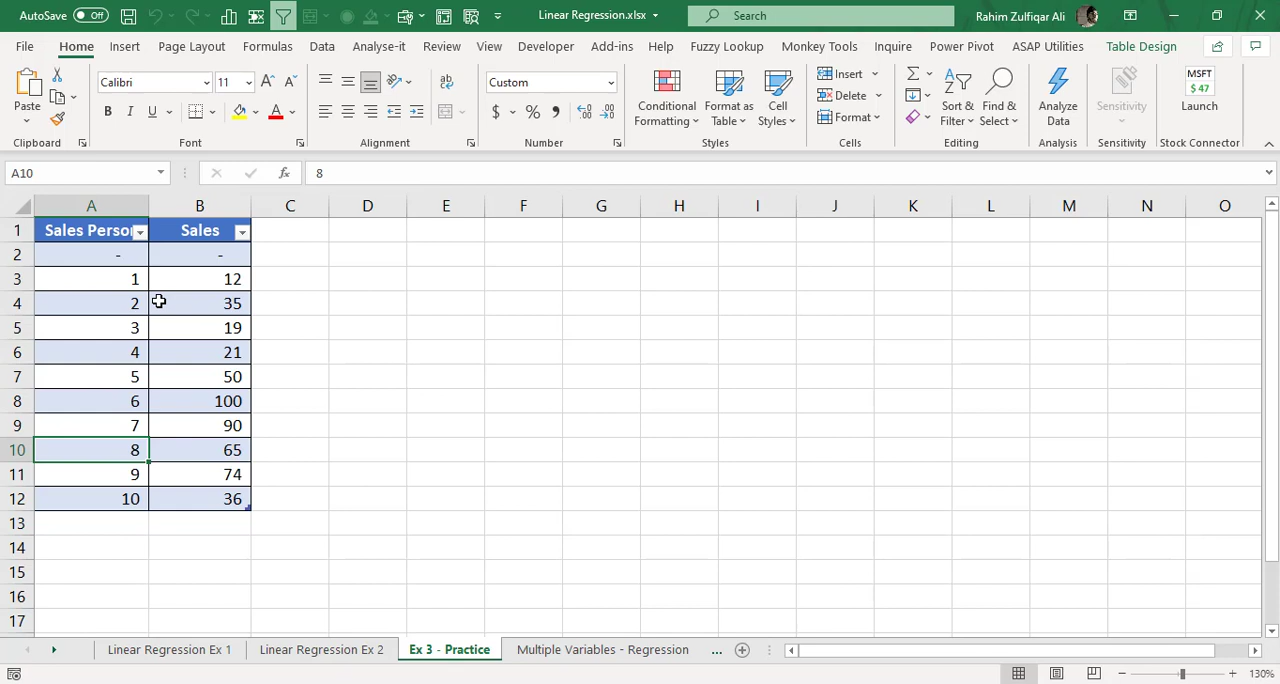 AutoSave Off Linear Regression.xlsx Search Rahim Zulfiqar Ali
File Home Insert Page Layout Formulas Data Analyse-it Review View Developer Add-ins Help Fuzzy Lookup Monkey Tools Inquire Power Pivot ASAP Utilities Table Design
Calibri 11 Custom Insert Σ MSFT
$ 47
Paste B I U A ab $ % Conditional Formatting Format as Table Cell Styles Delete Format Sort & Filter Find & Select Analyze Data Sensitivity Launch
Clipboard Font Alignment Number Styles Cells Editing Analysis Sensitivity Stock Connector
A10 fx 8
A B C D E F G H I J K L M N O
1 Sales Person Sales
2 - -
3 1 12
4 2 35
5 3 19
6 4 21
7 5 50
8 6 100
9 7 90
10 8 65
11 9 74
12 10 36
13
14
15
16
17
... Linear Regression Ex 1 Linear Regression Ex 2 Ex 3 - Practice Multiple Variables - Regression ...
130%